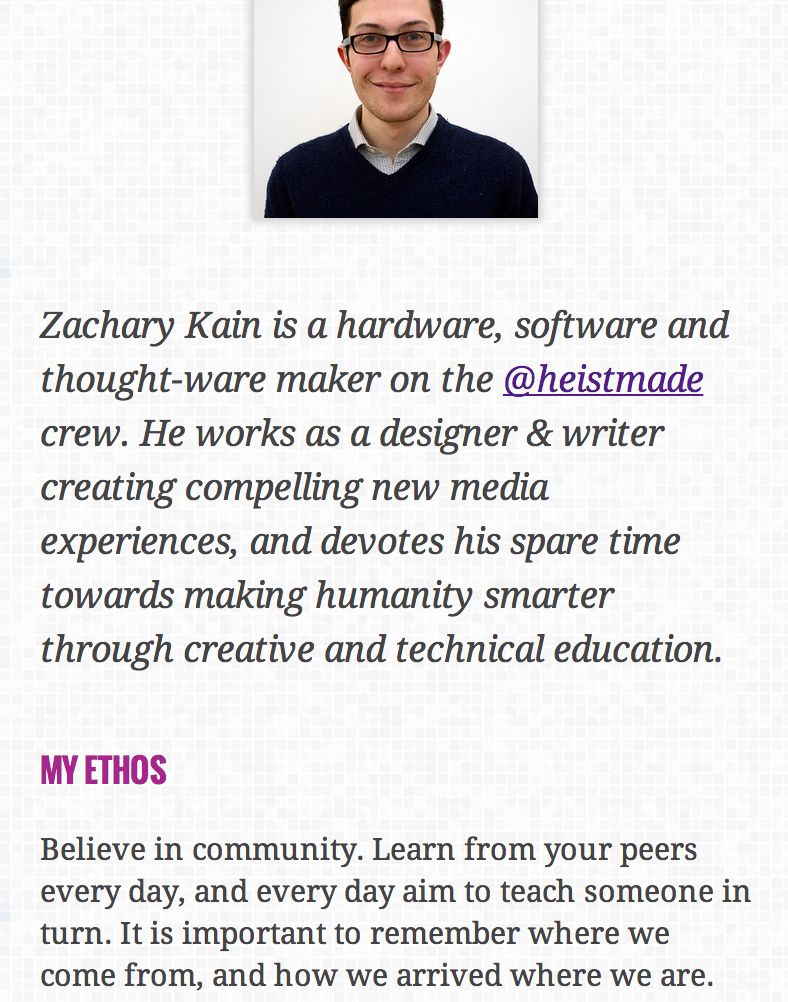 Zachary Kain is a hardware, software and
thought-ware maker on the @heistmade
crew. He works as a designer & writer
creating compelling new media
experiences, and devotes his spare time
towards making humanity smarter
through creative and technical education.
MY ETHOS
Believe in community. Learn from your peers
every day, and every day aim to teach someone in
turn. It is important to remember where we
come from, and how we arrived where we are.